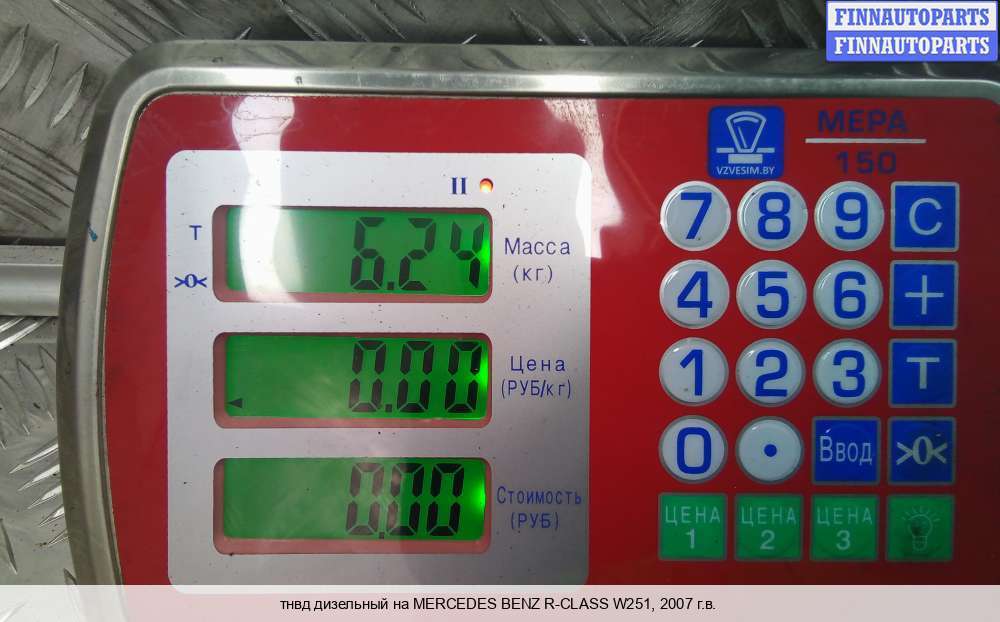 FINNAUTOPARTS
FINNAUTOPARTS
МЕРА
150
VZVESIM.BY
II
T
>0<
6.24
Масса
(кг)
0.00
Цена
(РУБ/кг)
0.00
Стоимость
(РУБ)
7 8 9 C
4 5 6 +
1 2 3 T
0 . Ввод >0<
ЦЕНА 1 ЦЕНА 2 ЦЕНА 3
тнвд дизельный на MERCEDES BENZ R-CLASS W251, 2007 г.в.